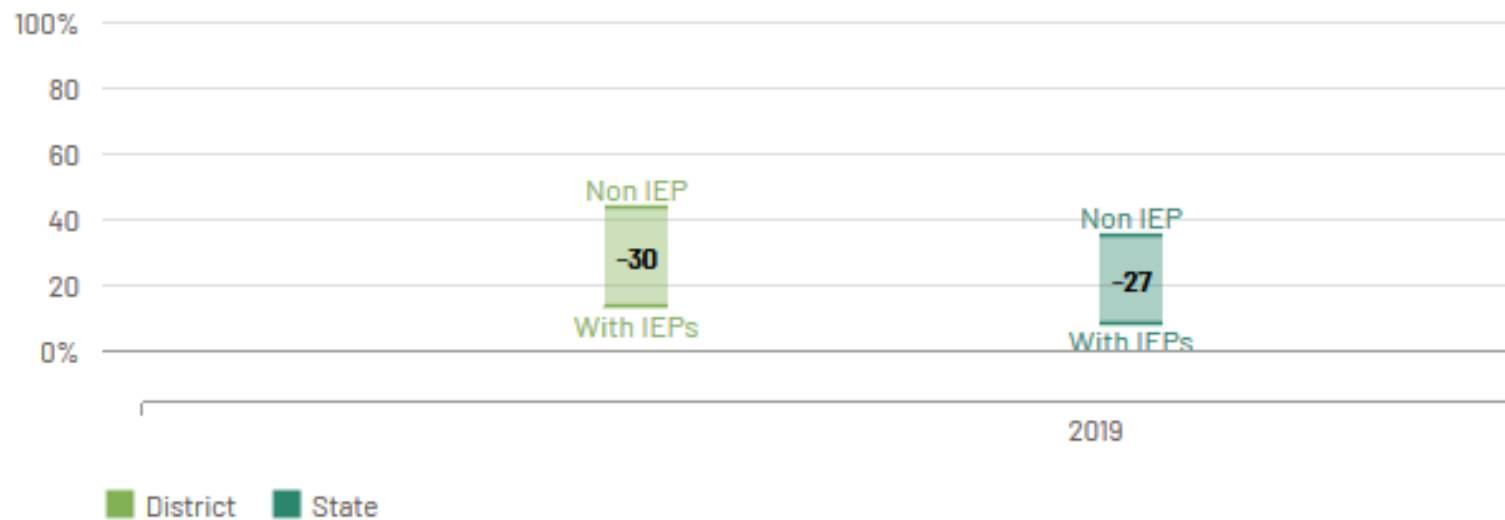 100%
80
60
Non IEP
40
Non IEP
-30
-27
20
With IEPs
With IEPs
0%
2019
District
State